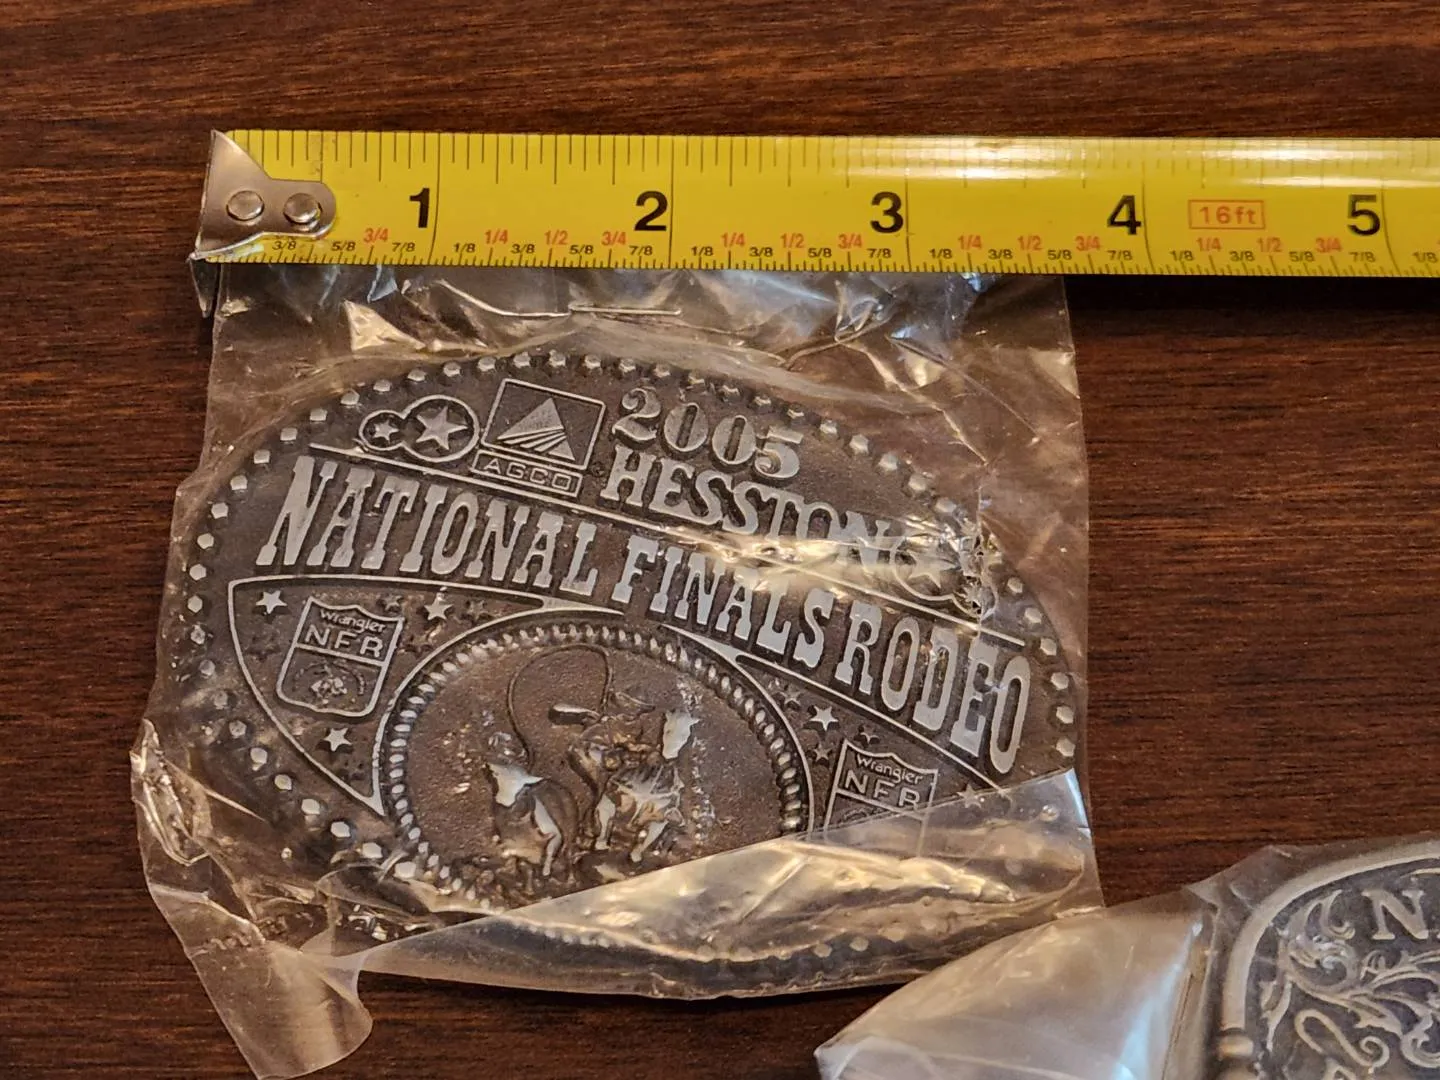 1 2 3 4 16ft 5
3/8 5/8 3/4 7/8 1/8 1/4 3/8 1/2 5/8 3/4 7/8 1/8 1/4 3/8 1/2 5/8 3/4 7/8 1/8 1/4 3/8 1/2 5/8 3/4 7/8 1/8 1/4 3/8 1/2 5/8 3/4 7/8 1/8
2005
AGCO
HESSTON
NATIONAL FINALS RODEO
Wrangler
NFR
Wrangler
NFR